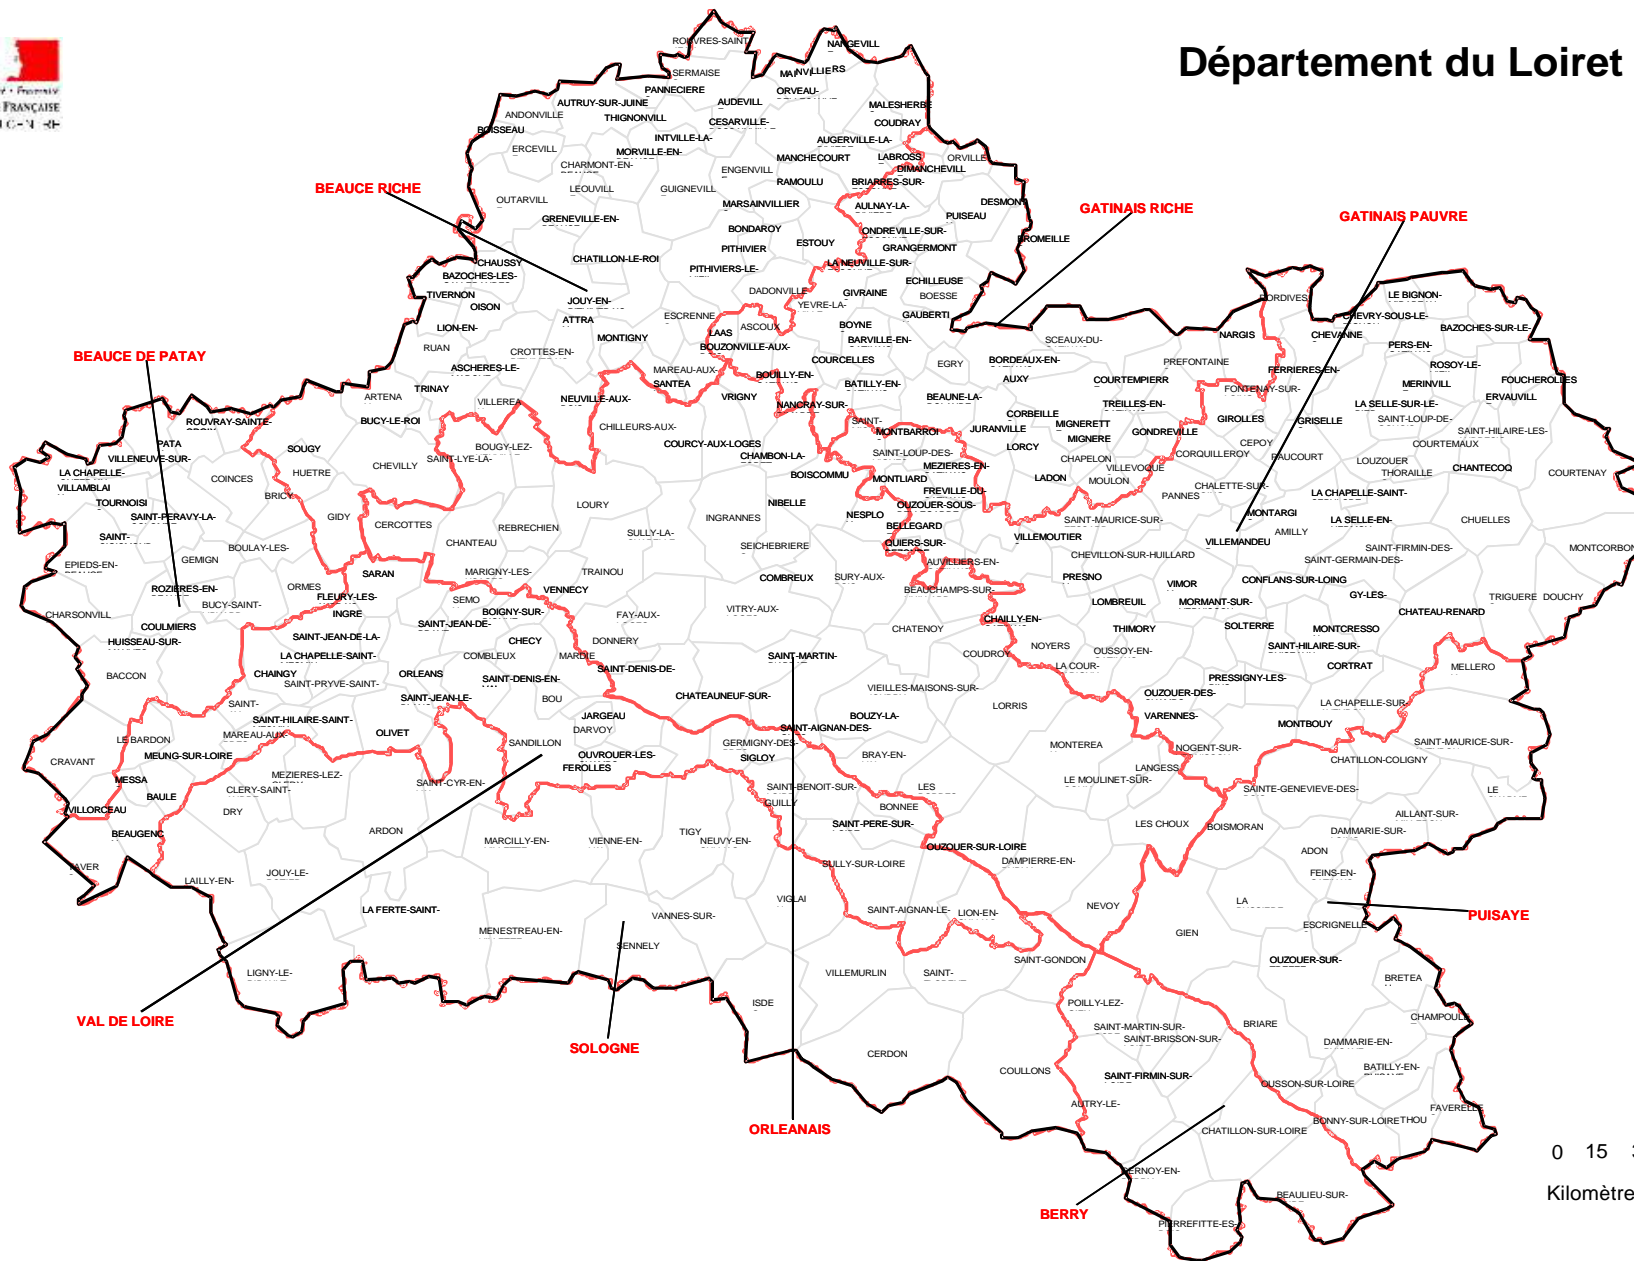 Département du Loiret
FRANÇAISE
ROUVRES-SAINT
NANGEVILL
SERMAISE
MAINVILLIERS
PANNECIERE
ORVEAU-
AUTRUY-SUR-JUINE
AUDEVILL
MALESHERBE
ANDONVILLE
THIGNONVILL
CESARVILLE-
COUDRAY
BOISSEAU
INTVILLE-LA-
AUGERVILLE-LA-
ERCEVILL
MORVILLE-EN-
MANCHECOURT
LABROSS
ORVILLE
CHARMONT-EN-
ENGENVILL
DIMANCHEVILL
BEAUCE RICHE
LEOUVILL
GUIGNEVILL
RAMOULU
BRIARRES-SUR-
OUTARVILL
MARSAINVILLIER
AULNAY-LA-
DESMONT
GATINAIS RICHE
GATINAIS PAUVRE
GRENEVILLE-EN-
PUISEAU
BONDAROY
ONDREVILLE-SUR-
BROMEILLE
PITHIVIER
ESTOUY
GRANGERMONT
CHAUSSY
CHATILLON-LE-ROI
PITHIVIERS-LE-
LA NEUVILLE-SUR-
BAZOCHES-LES-
ECHILLEUSE
TIVERNON
OISON
JOUY-EN-
DADONVILLE
GIVRAINE
BOESSE
DORDIVES
LE BIGNON-
YEVRE-LA-
LION-EN-
ATTRA
ESCRENNE
ASCOUX
GAUBERTI
CHEVRY-SOUS-LE-
BAZOCHES-SUR-LE-
RUAN
MONTIGNY
LAAS
BOYNE
NARGIS
CHEVANNE
BEAUCE DE PATAY
CROTTES-EN-
BOUZONVILLE-AUX-
BARVILLE-EN-
SCEAUX-DU-
PERS-EN-
ASCHERES-LE-
MAREAU-AUX-
COURCELLES
EGRY
BORDEAUX-EN-
PREFONTAINE
FERRIERES-EN-
ROSOY-LE-
TRINAY
SANTEA
BOUILLY-EN-
BATILLY-EN-
AUXY
COURTEMPIERR
FONTENAY-SUR-
MERINVILL
FOUCHEROLLES
ARTENA
VILLEREA
NEUVILLE-AUX-
VRIGNY
NANCRAY-SUR-
BEAUNE-LA-
TREILLES-EN-
LA SELLE-SUR-LE-
ERVAUVILL
ROUVRAY-SAINTE-
BUCY-LE-ROI
CHILLEURS-AUX-
SAINT-
CORBEILLE
GIROLLES
GRISELLE
SAINT-LOUP-DE-
PATA
SOUGY
BOUGY-LEZ-
COURCY-AUX-LOGES
MONTBARROI
JURANVILLE
MIGNERETT
GONDREVILLE
SAINT-HILAIRE-LES-
VILLENEUVE-SUR-
SAINT-LYE-LA-
CHAMBON-LA-
SAINT-LOUP-DES-
LORCY
MIGNERE
CEPOY
COURTEMAUX
LA CHAPELLE-
HUETRE
CHEVILLY
BOISCOMMU
MEZIERES-EN-
CHAPELON
CORQUILLEROY
PAUCOURT
LOUZOUER
VILLAMBLAI
COINCES
MONTLIARD
LADON
VILLEVOQUE
THORAILLE
CHANTECOQ
COURTENAY
TOURNOISI
BRICY
LOURY
NIBELLE
FREVILLE-DU-
MOULON
CHALETTE-SUR-
SAINT-PERAVY-LA-
GIDY
CERCOTTES
REBRECHIEN
INGRANNES
NESPLO
OUZOUER-SOUS-
PANNES
LA CHAPELLE-SAINT-
SAINT-
CHANTEAU
SULLY-LA-
BELLEGARD
SAINT-MAURICE-SUR-
MONTARGI
LA SELLE-EN-
CHUELLES
BOULAY-LES-
SEICHEBRIERE
QUIERS-SUR-
VILLEMOUTIER
VILLEMANDEU
AMILLY
SAINT-FIRMIN-DES-
MONTCORBON
EPIEDS-EN-
GEMIGN
MARIGNY-LES-
TRAINOU
AUVILLIERS-EN-
CHEVILLON-SUR-HUILLARD
SAINT-GERMAIN-DES-
ROZIERES-EN-
ORMES
SARAN
VENNECY
COMBREUX
SURY-AUX-
BEAUCHAMPS-SUR-
PRESNO
VIMOR
CONFLANS-SUR-LOING
CHARSONVILL
BUCY-SAINT-
FLEURY-LES-
SEMO
BOIGNY-SUR-
FAY-AUX-
VITRY-AUX-
LOMBREUIL
MORMANT-SUR-
GY-LES-
TRIGUERE DOUCHY
COULMIERS
INGRE
SAINT-JEAN-DE-
CHATENOY
CHAILLY-EN-
THIMORY
SOLTERRE
MONTCRESSO
CHATEAU-RENARD
HUISSEAU-SUR-
SAINT-JEAN-DE-LA-
CHECY
DONNERY
NOYERS
OUSSOY-EN-
SAINT-HILAIRE-SUR-
LA CHAPELLE-SAINT-
COMBLEUX
MARDIE
SAINT-MARTIN-
COUDROY
LA COUR-
CORTRAT
MELLERO
BACCON
CHAINGY
SAINT-PRYVE-SAINT-
ORLEANS
SAINT-DENIS-EN-
SAINT-DENIS-DE-
PRESSIGNY-LES-
SAINT-
SAINT-JEAN-LE-
BOU
CHATEAUNEUF-SUR-
VIEILLES-MAISONS-SUR-
LORRIS
OUZOUER-DES-
LA CHAPELLE-SUR-
SAINT-HILAIRE-SAINT-
JARGEAU
BOUZY-LA-
VARENNES-
MONTBOUY
LE BARDON
MAREAU-AUX-
OLIVET
DARVOY
SAINT-AIGNAN-DES-
MEUNG-SUR-LOIRE
SANDILLON
GERMIGNY-DES-
MONTEREA
NOGENT-SUR-
SAINT-MAURICE-SUR-
CRAVANT
OUVROUER-LES-
SIGLOY
BRAY-EN-
CHATILLON-COLIGNY
MESSA
MEZIERES-LEZ-
FEROLLES
LANGESS
BAULE
CLERY-SAINT-
SAINT-CYR-EN-
SAINT-BENOIT-SUR-
LES
LE MOULINET-SUR-
SAINTE-GENEVIEVE-DES-
LE
VILLORCEAU
DRY
GUILLY
BONNEE
AILLANT-SUR-
BEAUGENC
ARDON
MARCILLY-EN-
VIENNE-EN-
TIGY
NEUVY-EN-
SAINT-PERE-SUR-
LES CHOUX
BOISMORAN
DAMMARIE-SUR-
OUZOUER-SUR-LOIRE
ADON
TAVER
LAILLY-EN-
JOUY-LE-
SULLY-SUR-LOIRE
DAMPIERRE-EN-
FEINS-EN-
LA FERTE-SAINT-
VIGLAI
SAINT-AIGNAN-LE-
LION-EN-
NEVOY
LA
PUISAYE
MENESTREAU-EN-
VANNES-SUR-
GIEN
ESCRIGNELLE
SENNELY
SAINT-GONDON
OUZOUER-SUR-
LIGNY-LE-
VILLEMURLIN
SAINT-
BRETEA
ISDE
POILLY-LEZ-
CHAMPOULE
VAL DE LOIRE
SAINT-MARTIN-SUR-
BRIARE
SOLOGNE
CERDON
SAINT-BRISSON-SUR-
DAMMARIE-EN-
COULLONS
SAINT-FIRMIN-SUR-
BATILLY-EN-
OUSSON-SUR-LOIRE
AUTRY-LE-
FAVERELLE
ORLEANAIS
CHATILLON-SUR-LOIRE
BONNY-SUR-LOIRE THOU
0 15
CERNOY-EN-
Kilomètre
BEAULIEU-SUR-
BERRY
PIERREFITTE-ES-